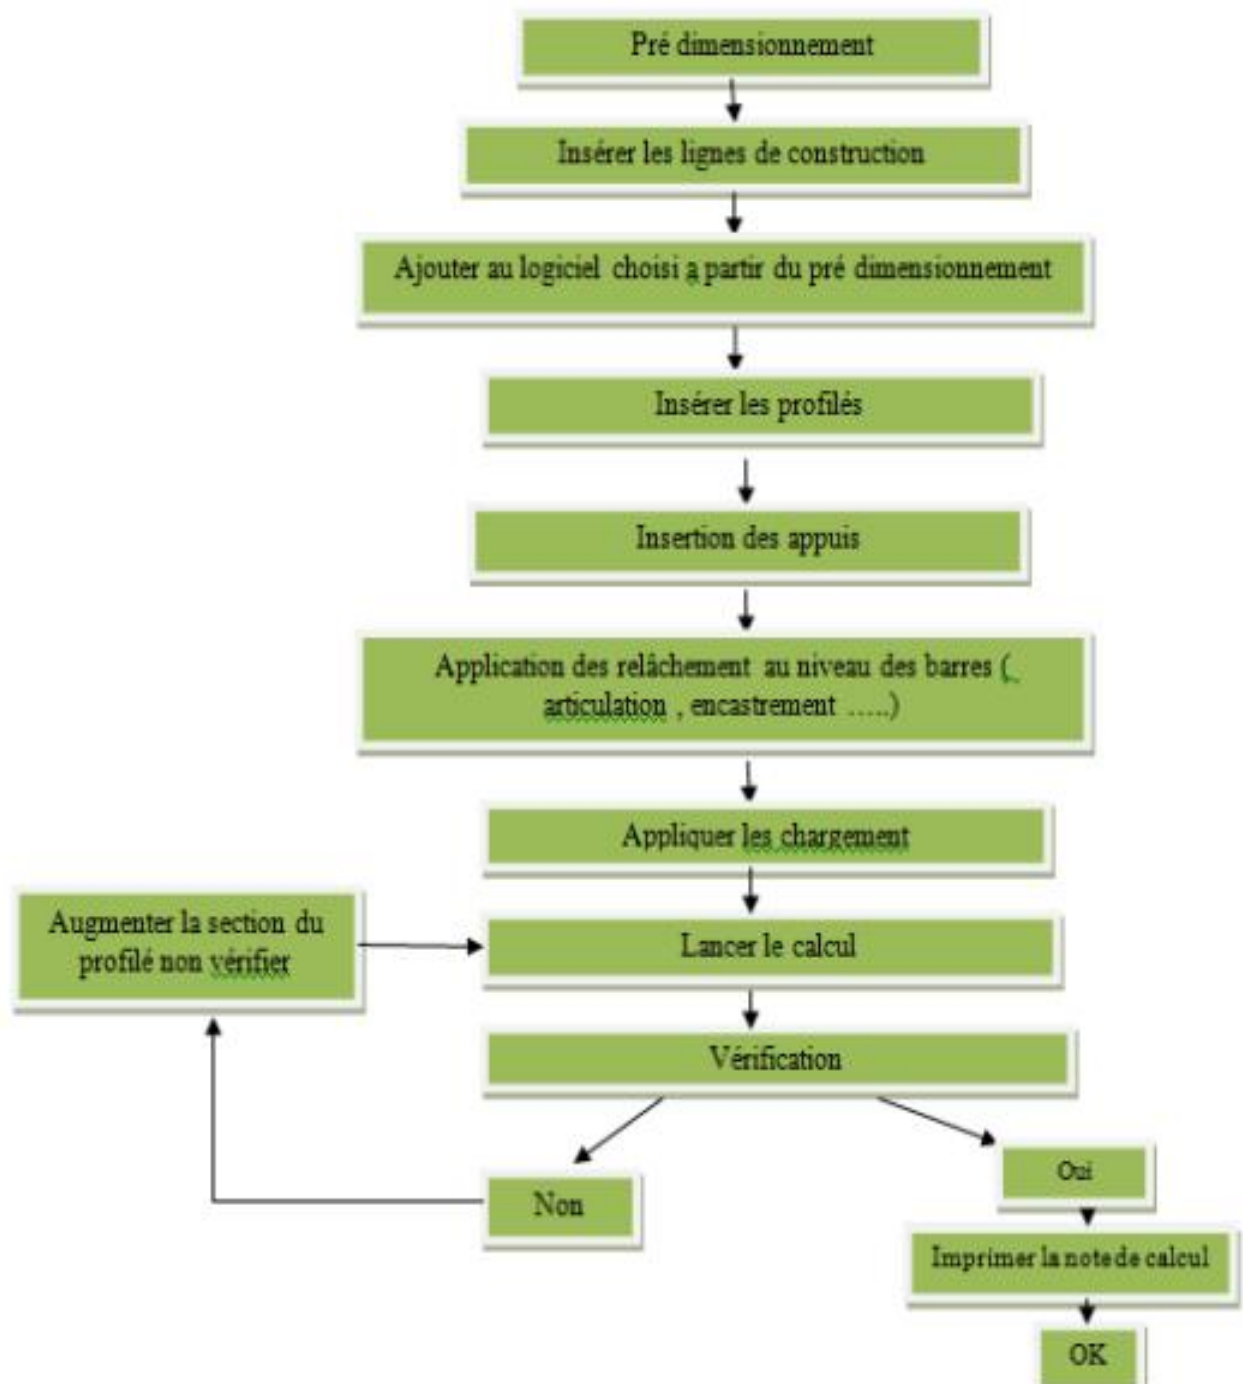 Pré dimensionnement
Insérer les lignes de construction
Ajouter au logiciel choisi a partir du pré dimensionnement
Insérer les profilés
Insertion des appuis
Application des relâchement au niveau des barres (
articulation , encastrement …..)
Appliquer les chargement
Augmenter la section du
profilé non vérifier
Lancer le calcul
Vérification
Non
Oui
Imprimer la note de calcul
OK